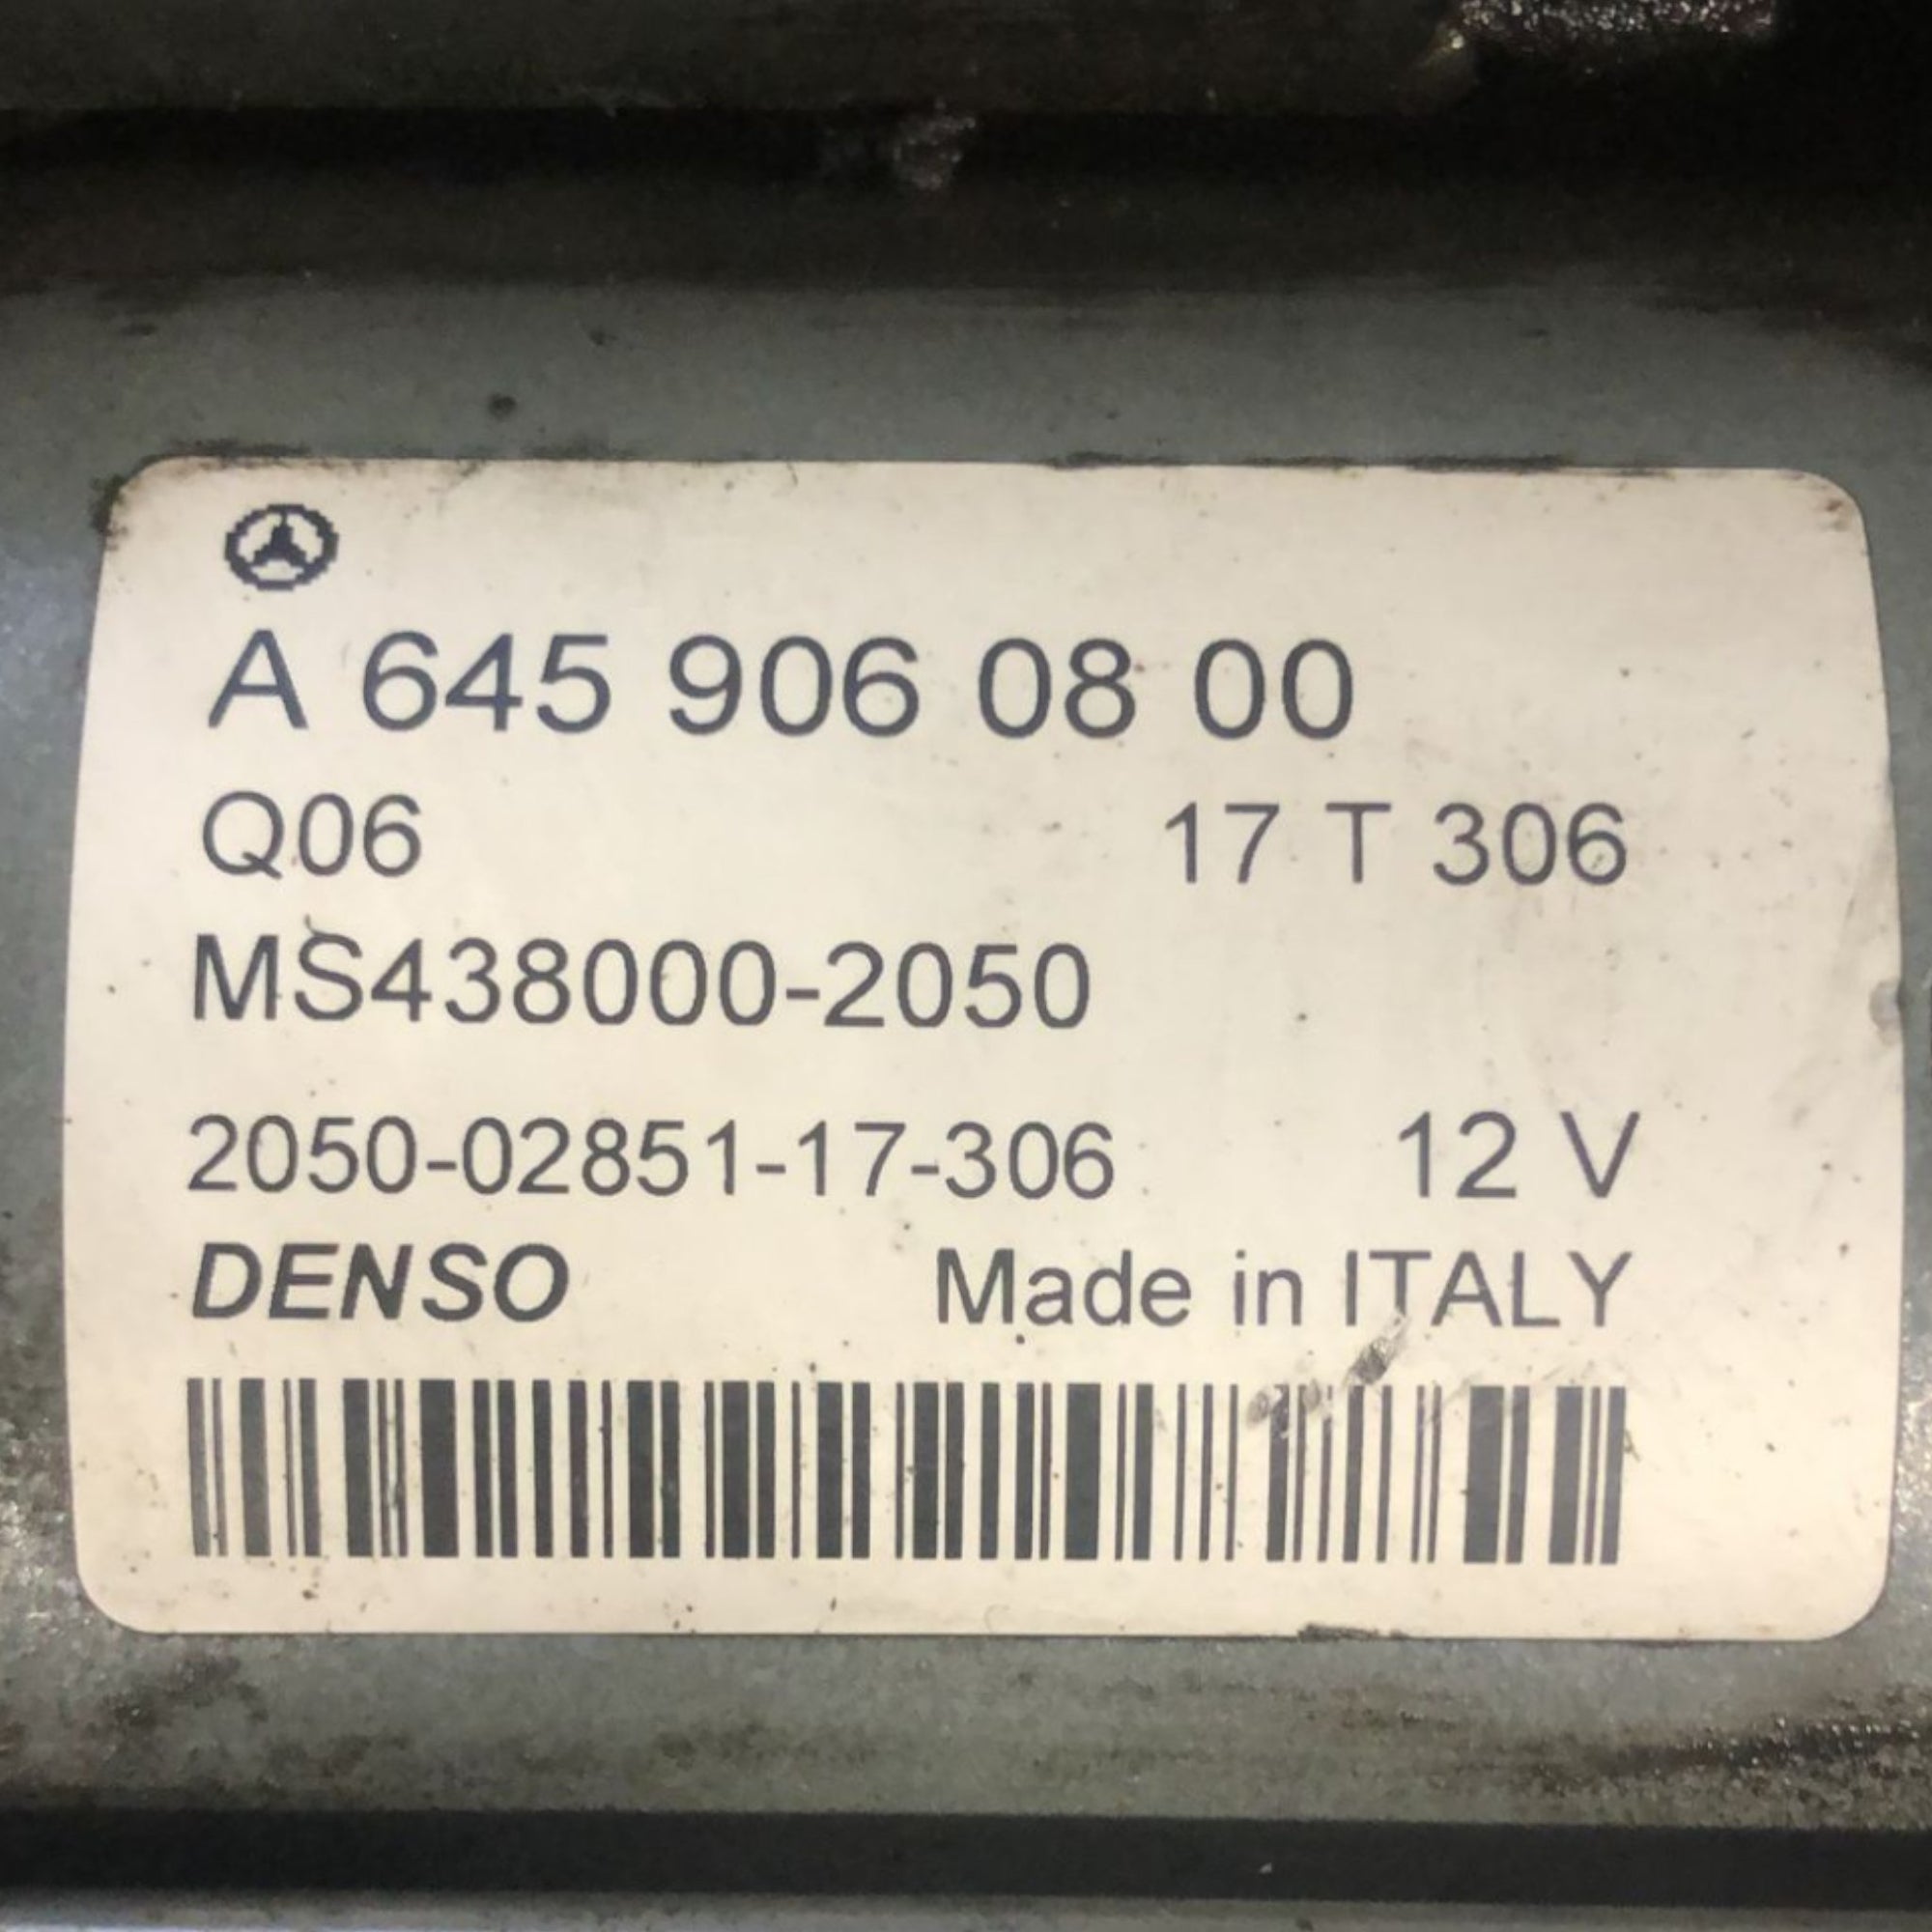 A 645 906 08 00
Q06 17 T 306
MS438000-2050
2050-02851-17-306 12 V
DENSO Made in ITALY